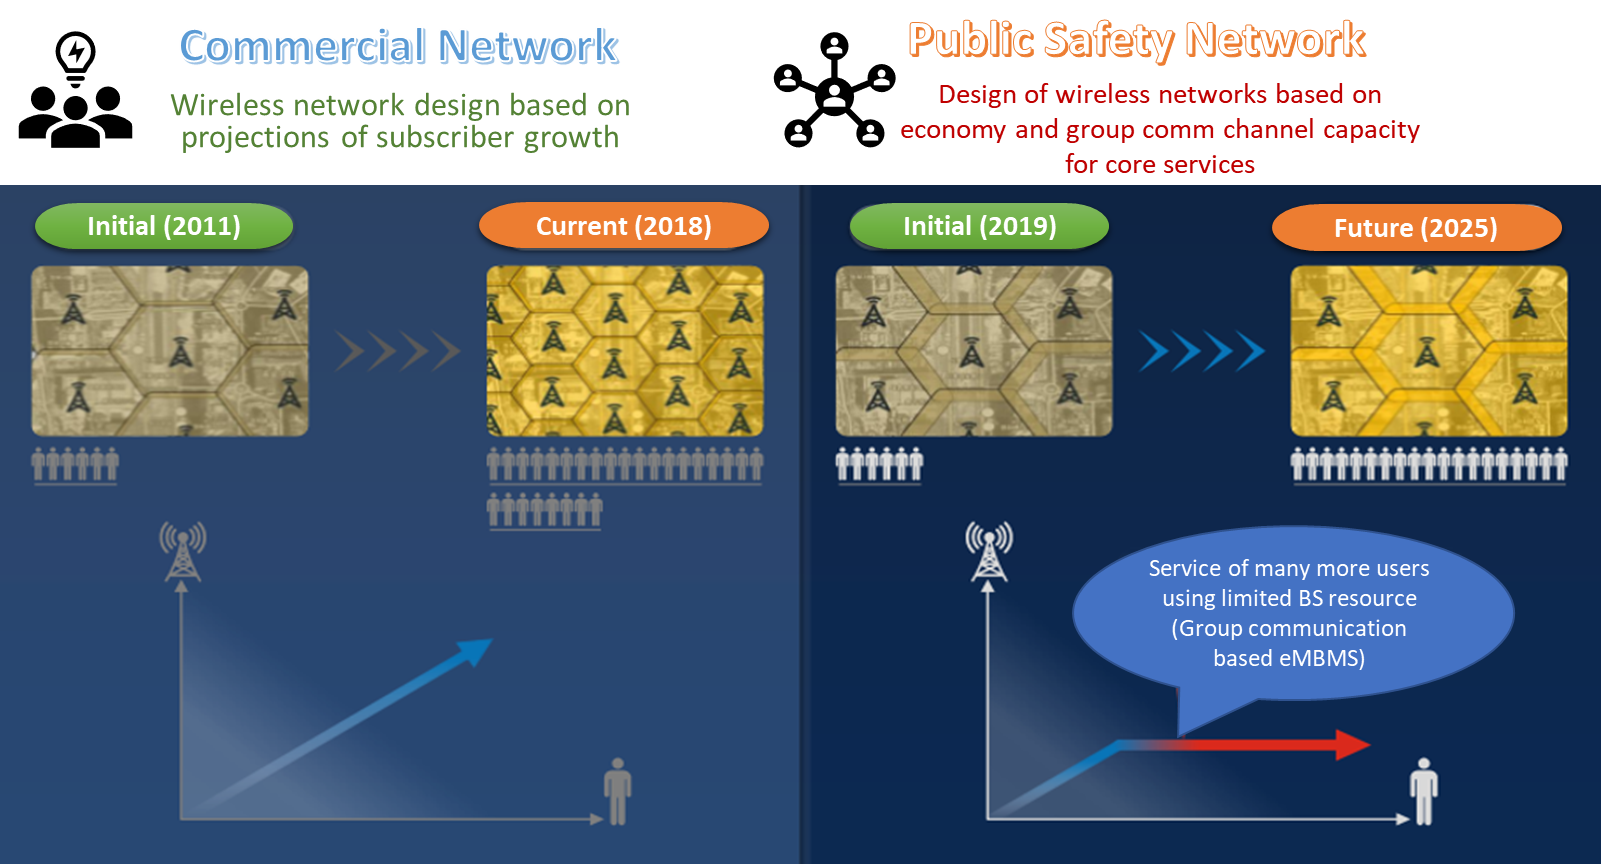 Commercial Network
Wireless network design based on
projections of subscriber growth
Public Safety Network
Design of wireless networks based on
economy and group comm channel capacity
for core services
Initial (2011)
Current (2018)
Initial (2019)
Future (2025)
Service of many more users
using limited BS resource
(Group communication
based eMBMS)